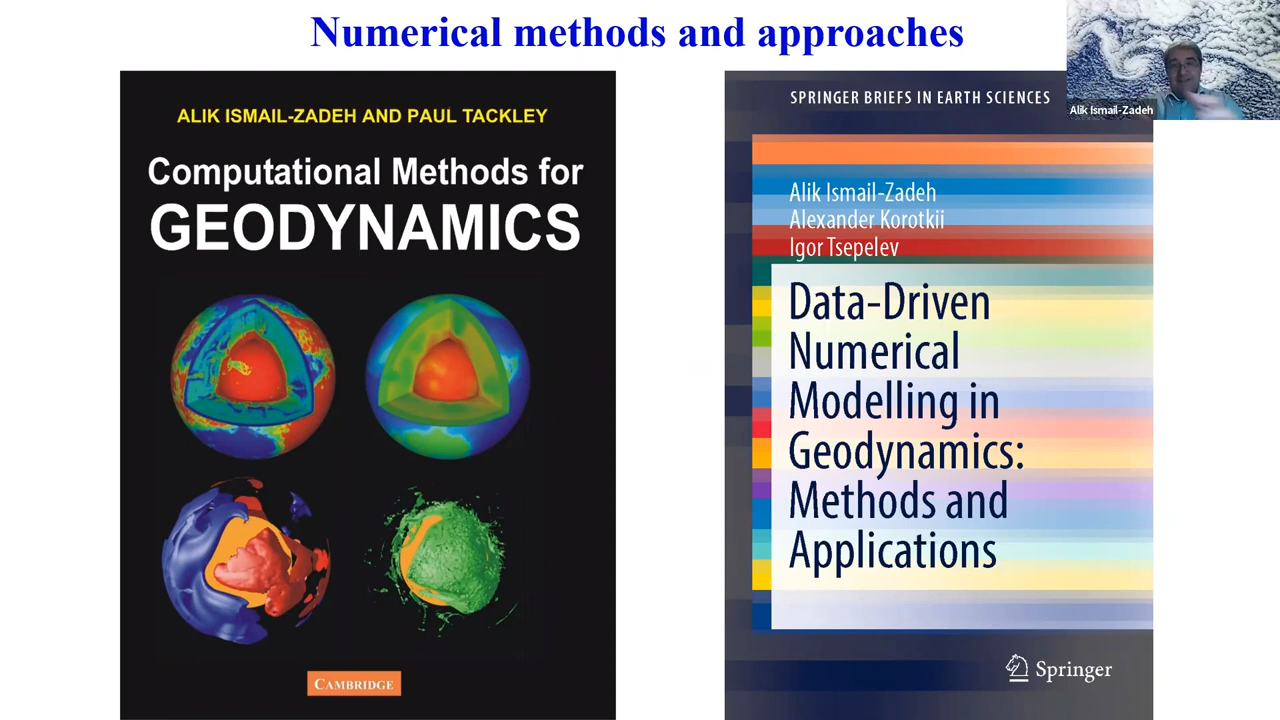 Numerical methods and approaches
ALIK ISMAIL-ZADEH AND PAUL TACKLEY
Computational Methods for
GEODYNAMICS
CAMBRIDGE
SPRINGER BRIEFS IN EARTH SCIENCES
Alik Ismail-Zadeh
Alexander Korotkii
Igor Tsepelev
Data-Driven
Numerical
Modelling in
Geodynamics:
Methods and
Applications
Springer
Alik Ismail-Zadeh